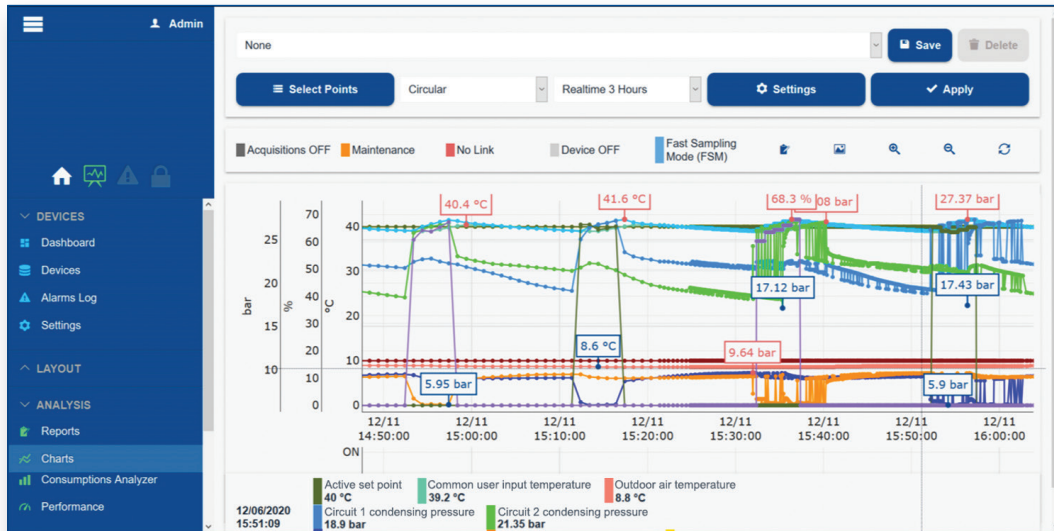 Admin
None
Save
Delete
Select Points
Circular
Realtime 3 Hours
Settings
Apply
Acquisitions OFF
Maintenance
No Link
Device OFF
Fast Sampling
Mode (FSM)
DEVICES
Dashboard
Devices
Alarms Log
Settings
LAYOUT
ANALYSIS
Reports
Charts
Consumptions Analyzer
Performance
bar
25
20
15
10
%
70
60
50
40
30
20
10
0
°C
40
30
20
10
0
40.4 °C
41.6 °C
68.3 %
08 bar
27.37 bar
17.12 bar
17.43 bar
8.6 °C
9.64 bar
5.95 bar
5.9 bar
12/11
14:50:00
12/11
15:00:00
12/11
15:10:00
12/11
15:20:00
12/11
15:30:00
12/11
15:40:00
12/11
15:50:00
12/11
16:00:00
ON
12/06/2020
15:51:09
Active set point
40 °C
Common user input temperature
39.2 °C
Outdoor air temperature
8.8 °C
Circuit 1 condensing pressure
18.9 bar
Circuit 2 condensing pressure
21.35 bar